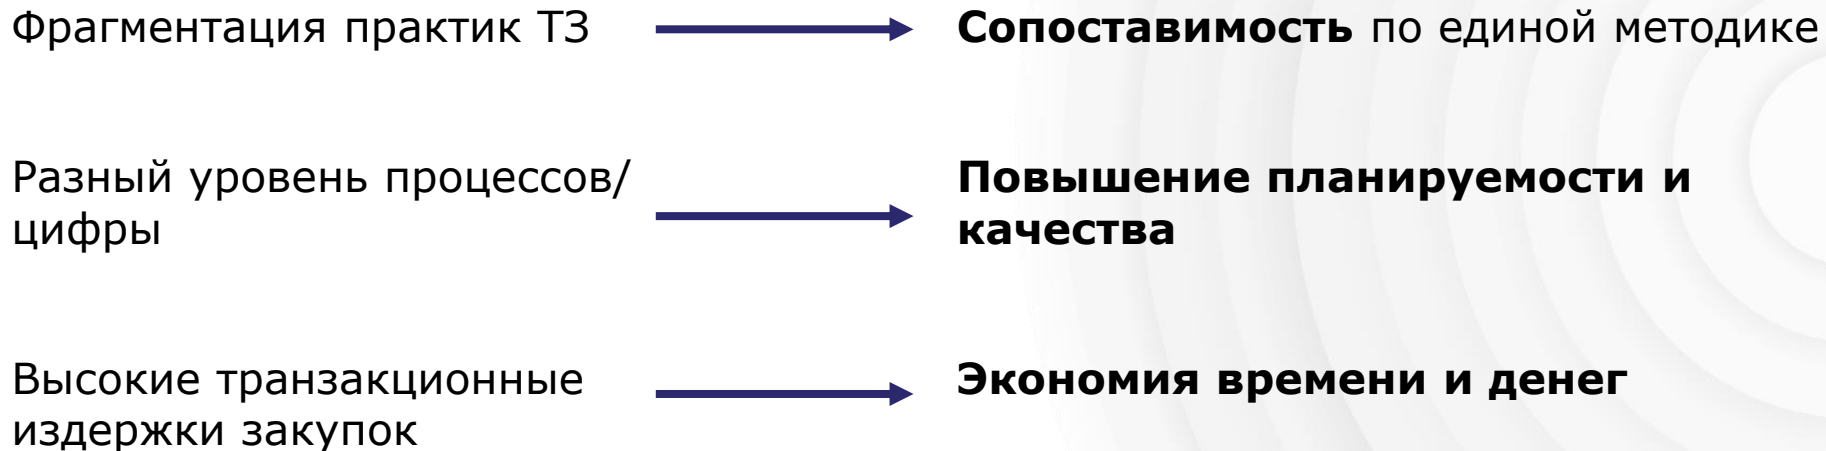 Фрагментация практик ТЗ
Сопоставимость по единой методике
Разный уровень процессов/
цифры
Повышение планируемости и
качества
Высокие транзакционные
издержки закупок
Экономия времени и денег